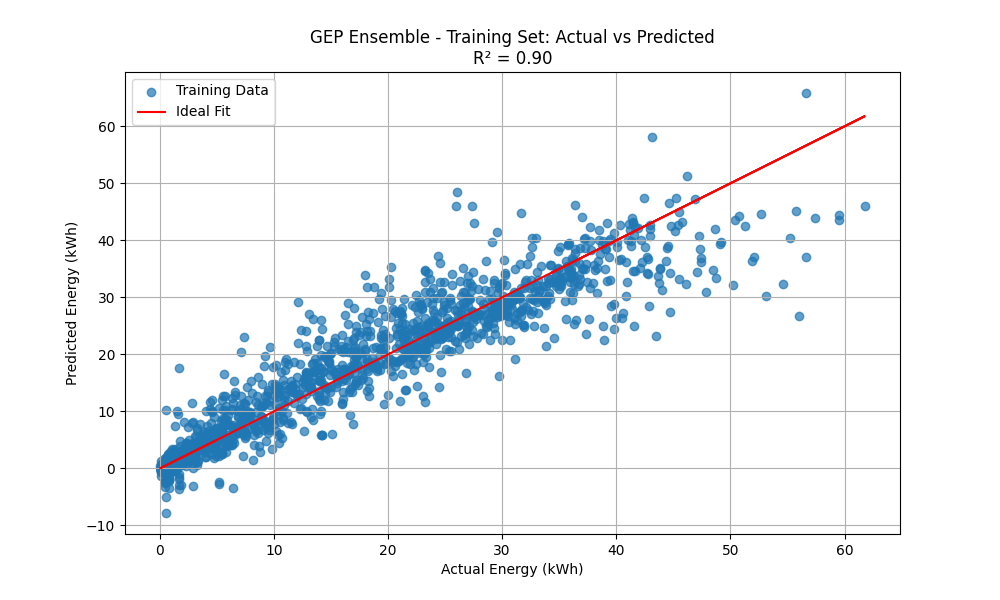 GEP Ensemble - Training Set: Actual vs Predicted
R² = 0.90
Training Data
Ideal Fit
60
50
40
30
20
10
0
−10
Predicted Energy (kWh)
0 10 20 30 40 50 60
Actual Energy (kWh)